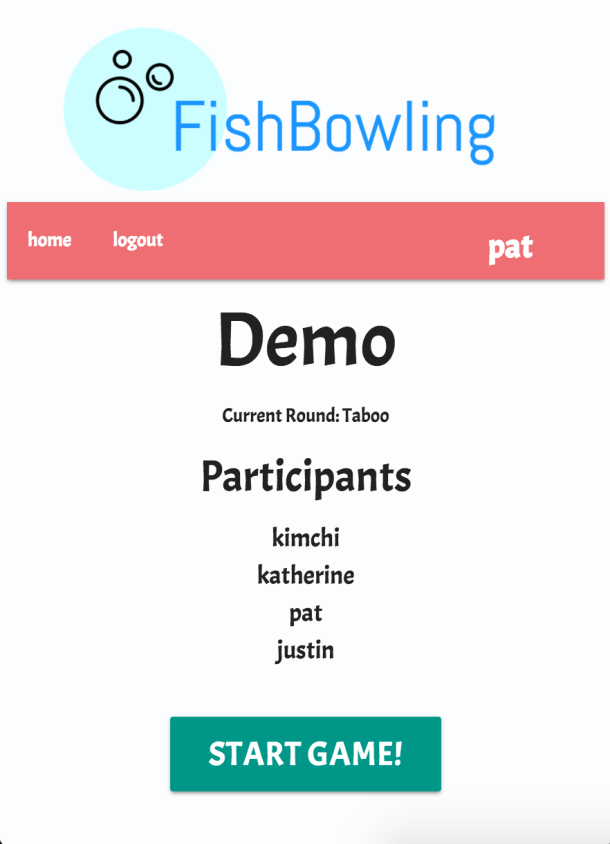 FishBowling
home logout pat
Demo
Current Round: Taboo
Participants
kimchi
katherine
pat
justin
START GAME!